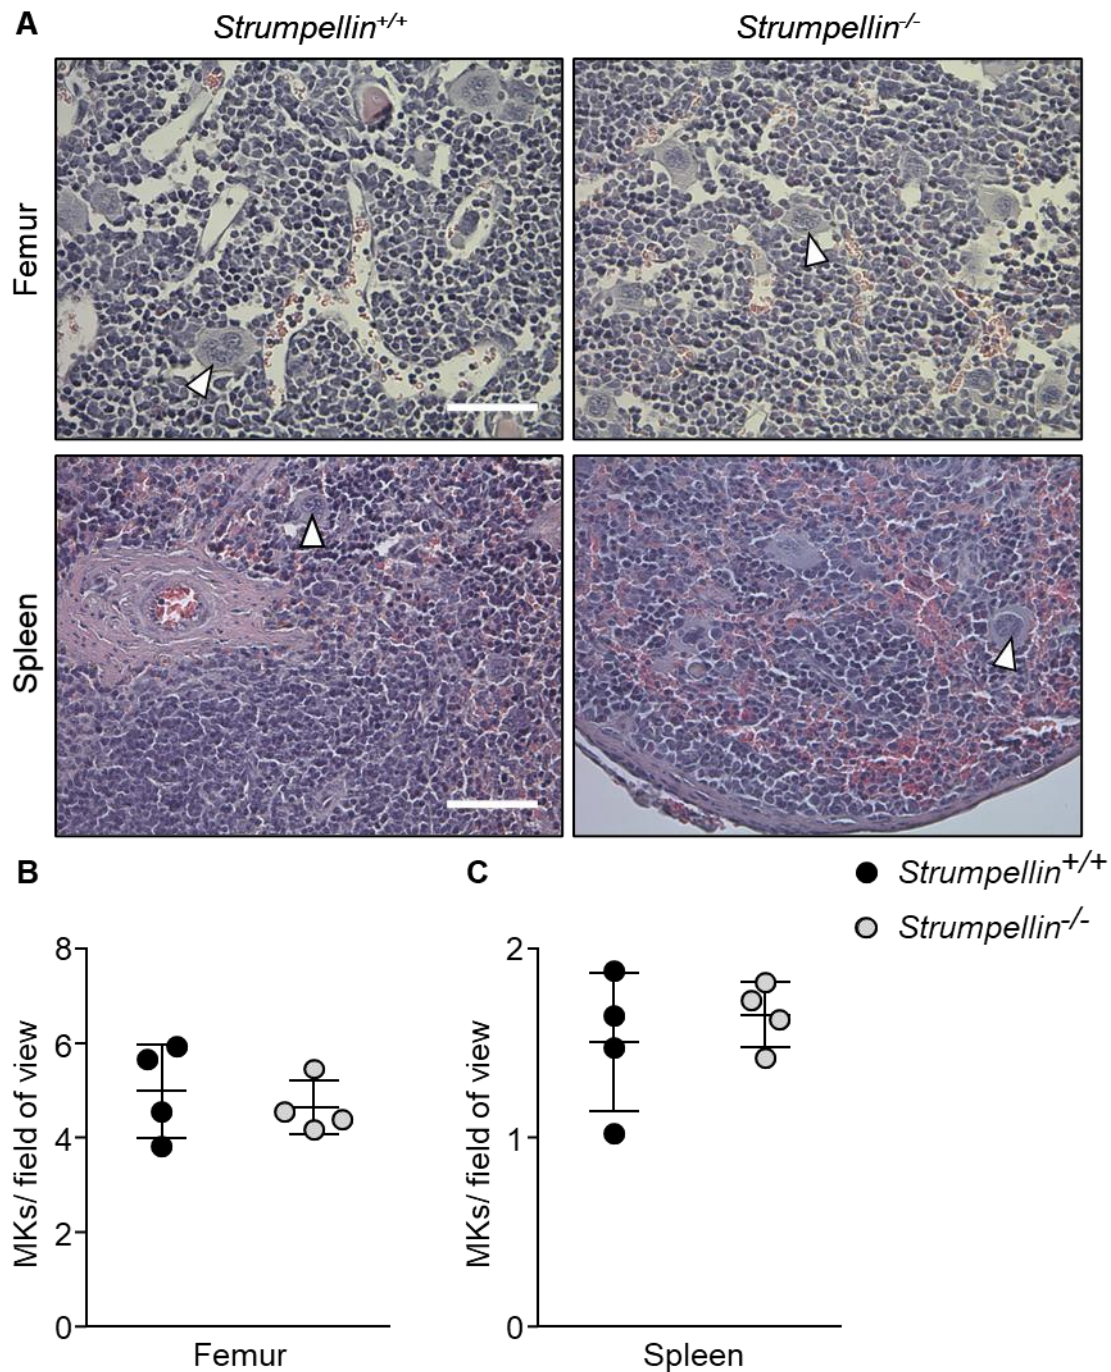 A
Strumpellin+/+
Strumpellin-/-
Femur
Spleen
B
C
Strumpellin+/+
Strumpellin-/-
MKs/ field of view
8
6
4
2
0
Femur
MKs/ field of view
2
1
0
Spleen